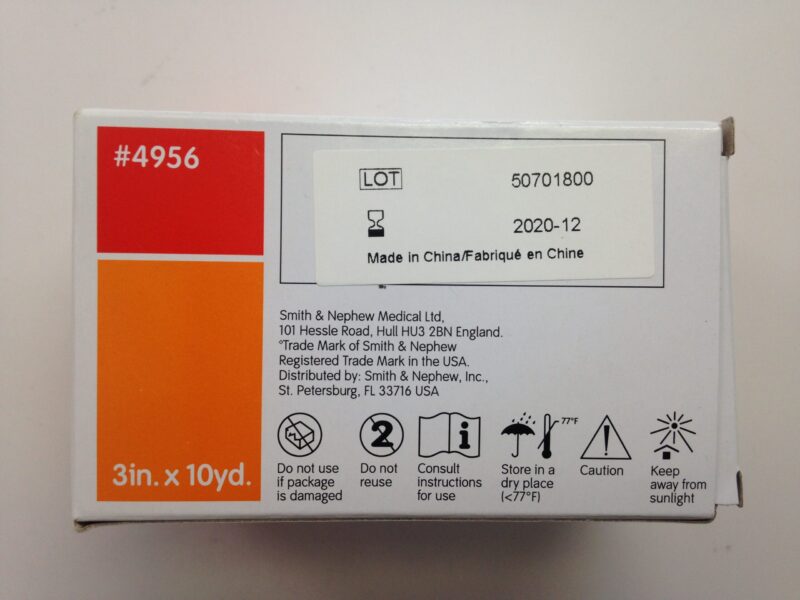 #4956
LOT 50701800
2020-12
Made in China/Fabriqué en Chine
Smith & Nephew Medical Ltd,
101 Hessle Road, Hull HU3 2BN England.
°Trade Mark of Smith & Nephew
Registered Trade Mark in the USA.
Distributed by: Smith & Nephew, Inc.,
St. Petersburg, FL 33716 USA
3in. x 10yd.
2
i
77°F
Do not use
if package
is damaged
Do not
reuse
Consult
instructions
for use
Store in a
dry place
(<77°F)
Caution
Keep
away from
sunlight